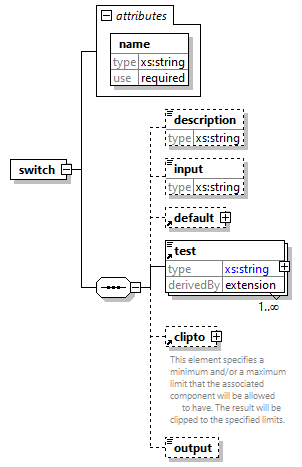 attributes
name
type xs:string
use required
description
type xs:string
input
type xs:string
switch
default
test
type xs:string
derivedBy extension
1..∞
clipto
This element specifies a
minimum and/or a maximum
limit that the associated
component will be allowed
to have. The result will be
clipped to the specified limits.
output